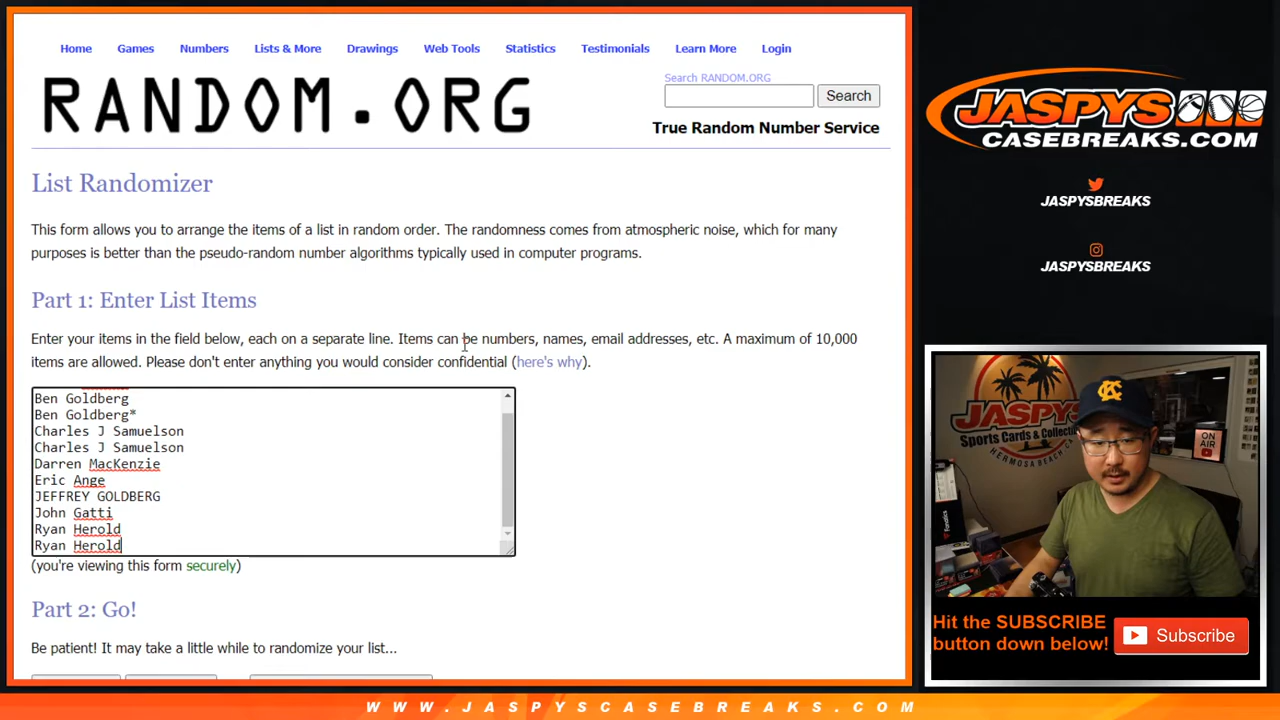 Home Games Numbers Lists & More Drawings Web Tools Statistics Testimonials Learn More Login
RANDOM.ORG
Search RANDOM.ORG
Search
True Random Number Service
List Randomizer
This form allows you to arrange the items of a list in random order. The randomness comes from atmospheric noise, which for many
purposes is better than the pseudo-random number algorithms typically used in computer programs.
Part 1: Enter List Items
Enter your items in the field below, each on a separate line. Items can be numbers, names, email addresses, etc. A maximum of 10,000
items are allowed. Please don't enter anything you would consider confidential (here's why).
Ben Goldberg
Ben Goldberg*
Charles J Samuelson
Charles J Samuelson
Darren MacKenzie
Eric Ange
JEFFREY GOLDBERG
John Gatti
Ryan Herold
Ryan Herold
(you're viewing this form securely)
Part 2: Go!
Be patient! It may take a little while to randomize your list...
JASPYS
CASEBREAKS.COM
JASPYSBREAKS
JASPYSBREAKS
JASPYS
Sports Cards & Collectibles
HERMOSA BEACH
KC
ON AIR
Fanatics
Hit the SUBSCRIBE
button down below!
Subscribe
WWW.JASPYSCASEBREAKS.COM